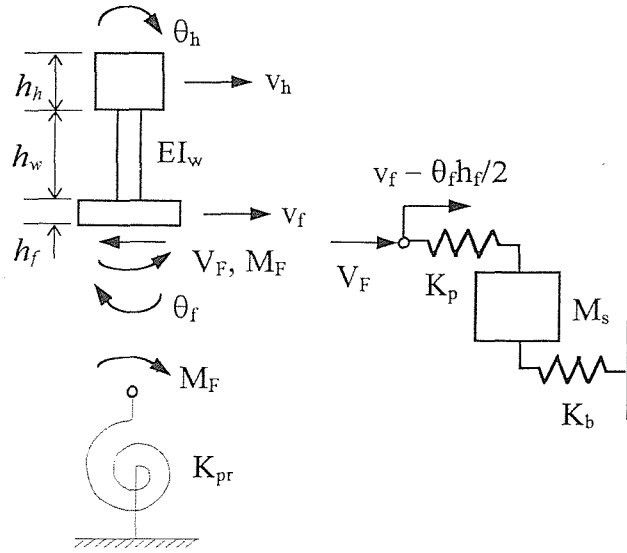 θh
hh
vh
hw
EIw
vf − θfhf/2
vf
hf
VF, MF
VF
Kp
Ms
θf
Kb
MF
Kpr